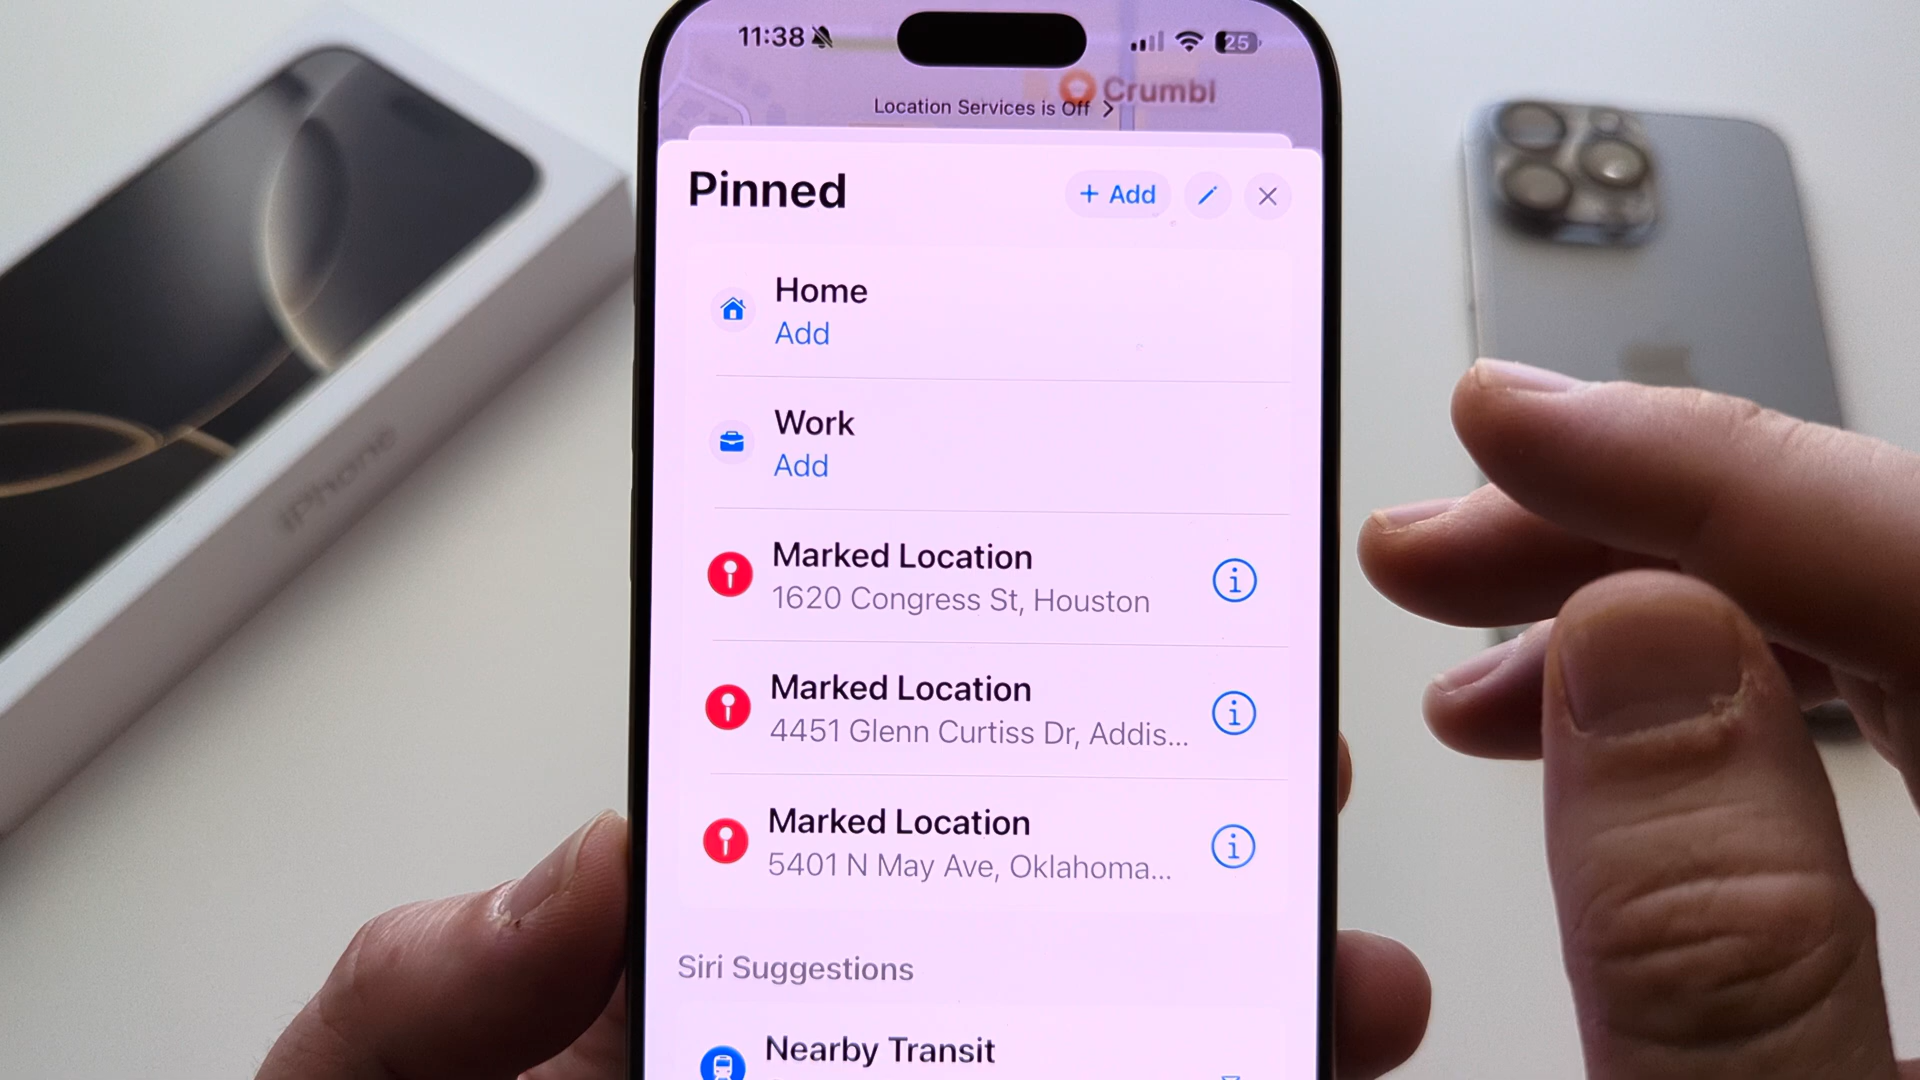 11:38
25
Crumbl
Location Services is Off
Pinned
+ Add
Home
Add
Work
Add
Marked Location
1620 Congress St, Houston
Marked Location
4451 Glenn Curtiss Dr, Addis...
Marked Location
5401 N May Ave, Oklahoma...
Siri Suggestions
Nearby Transit
iPhone